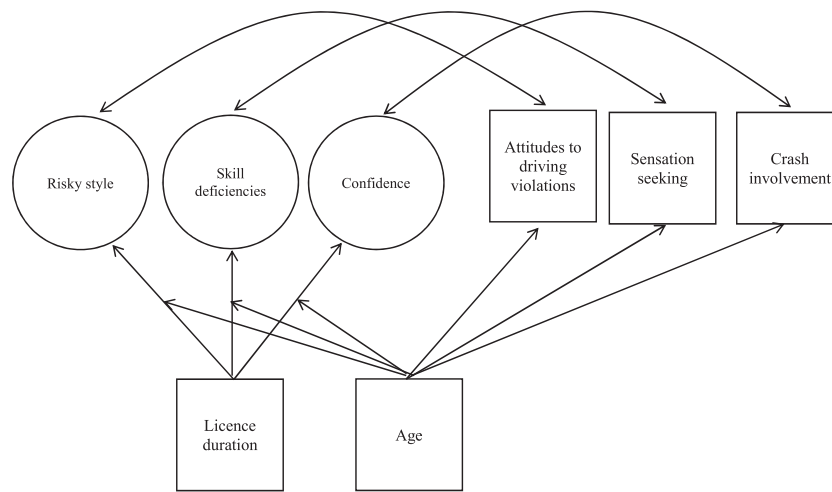 Risky style
Skill
deficiencies
Confidence
Attitudes to
driving
violations
Sensation
seeking
Crash
involvement
Licence
duration
Age